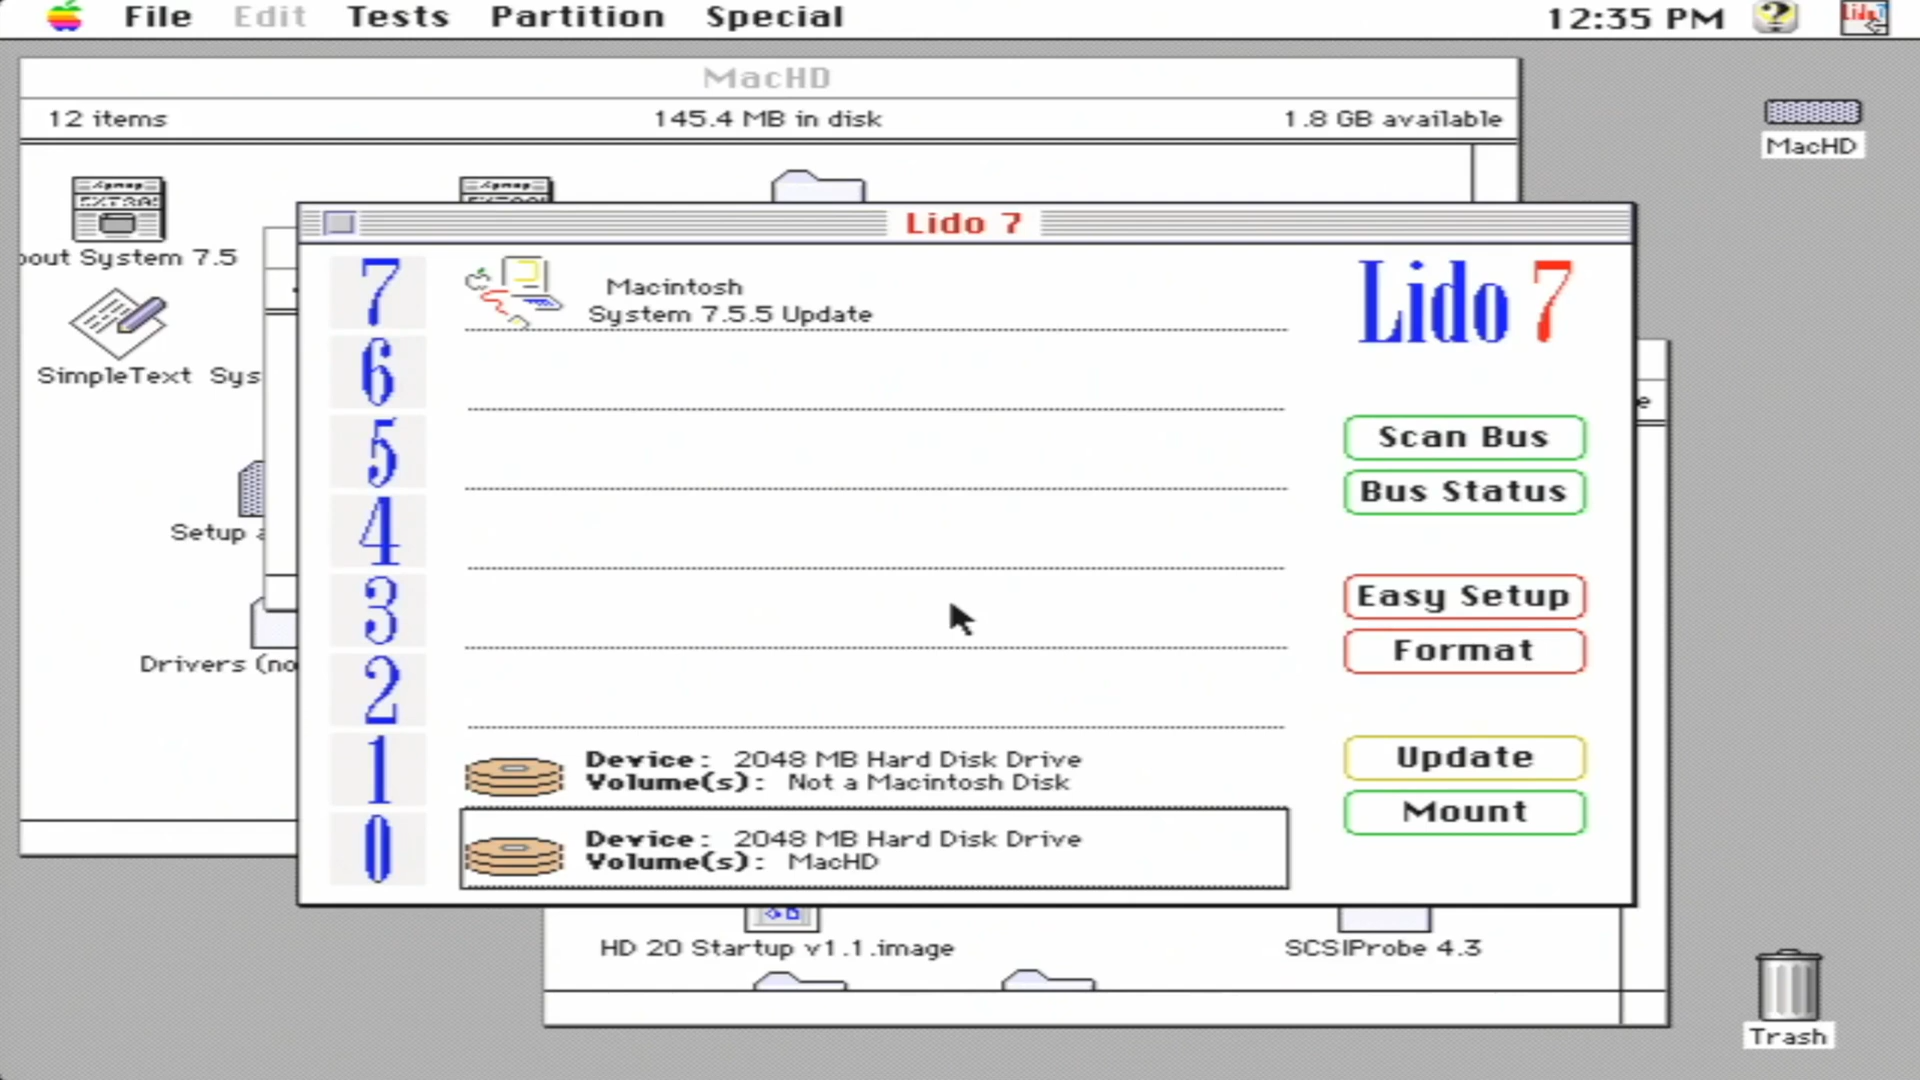 File Edit Tests Partition Special 12:35 PM
MacHD
12 items 145.4 MB in disk 1.8 GB available
MacHD
Lido 7
7
Macintosh
System 7.5.5 Update
Lido 7
out System 7.5
SimpleText Sys
6
5
Scan Bus
4
Bus Status
Setup
3
Easy Setup
Drivers (no
Format
2
1
Device: 2048 MB Hard Disk Drive
Volume(s): Not a Macintosh Disk
Update
0
Device: 2048 MB Hard Disk Drive
Volume(s): MacHD
Mount
HD 20 Startup v1.1.image
SCSIProbe 4.3
Trash